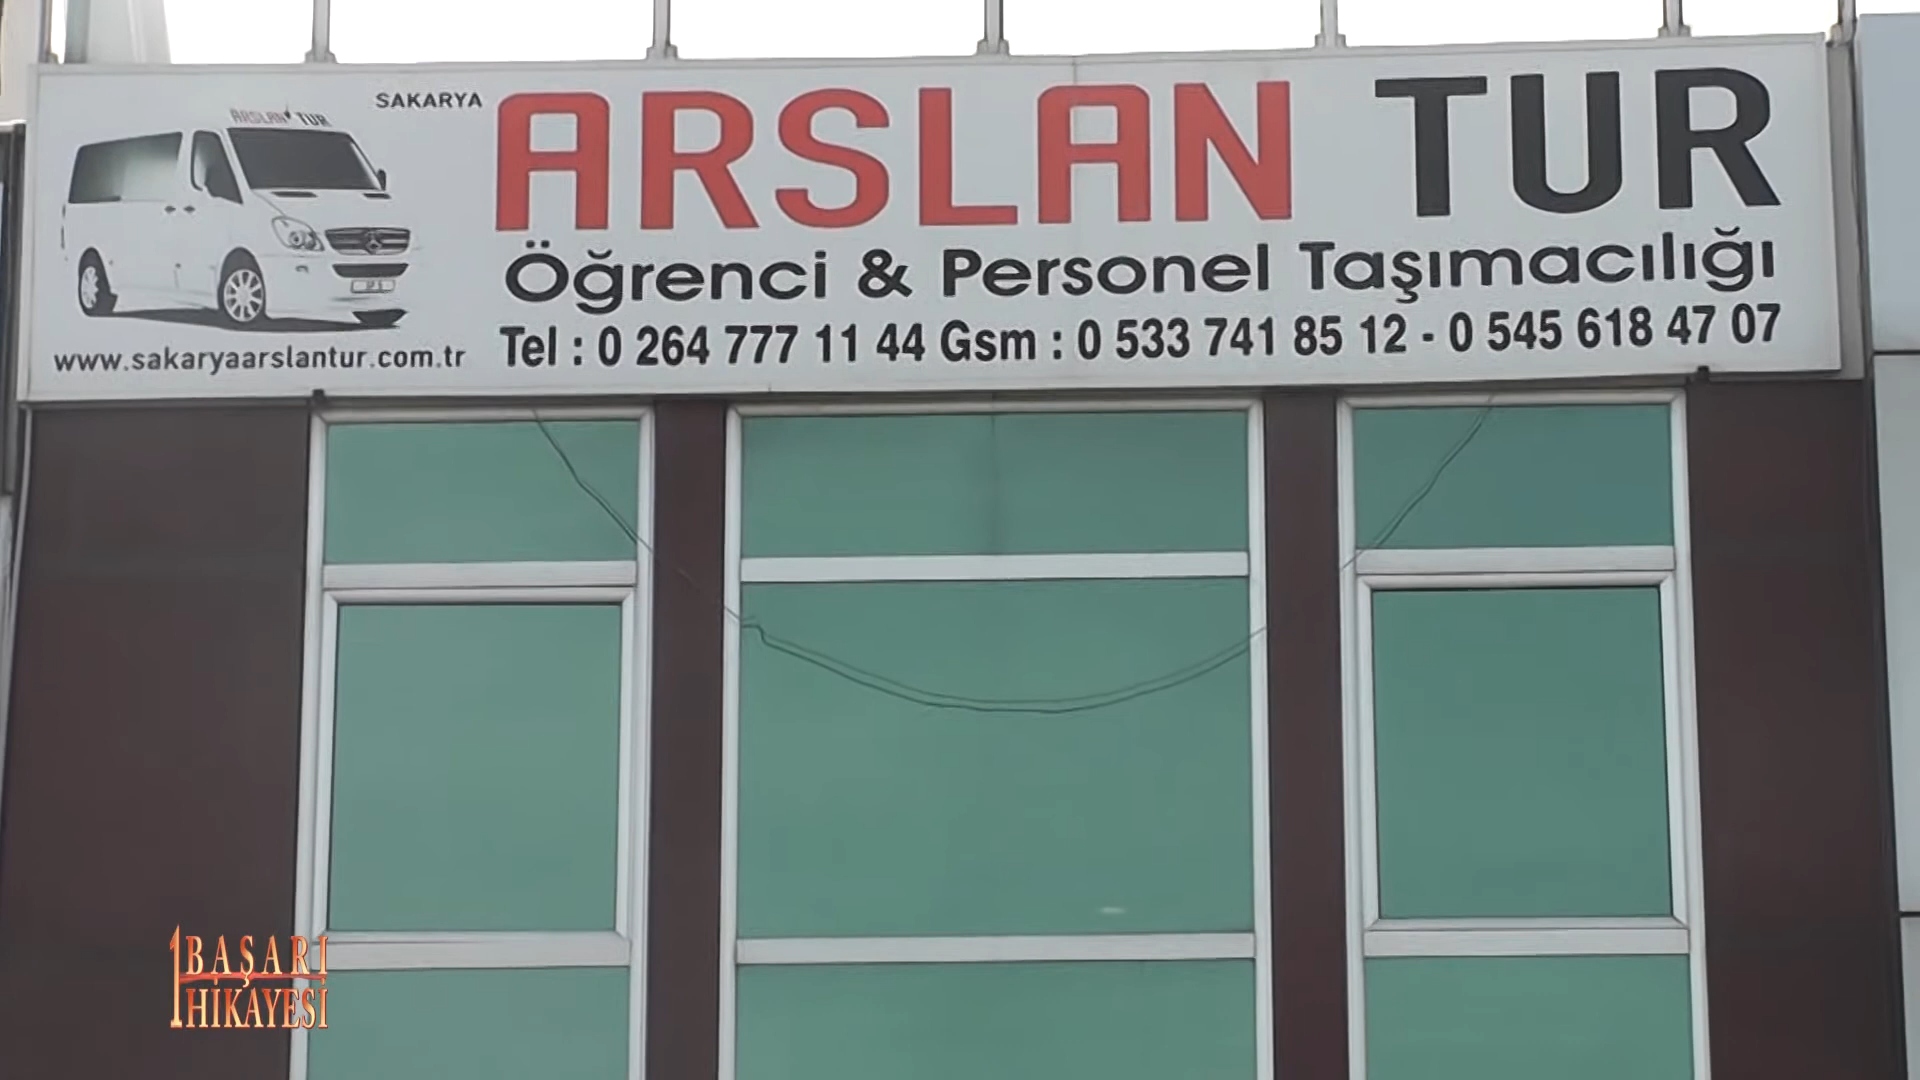 SAKARYA
ARSLAN TUR
ARSLAN TUR
Öğrenci & Personel Taşımacılığı
www.sakaryaarslantur.com.tr
Tel : 0 264 777 11 44 Gsm : 0 533 741 85 12 - 0 545 618 47 07
1 BAŞARI
HİKAYESİ